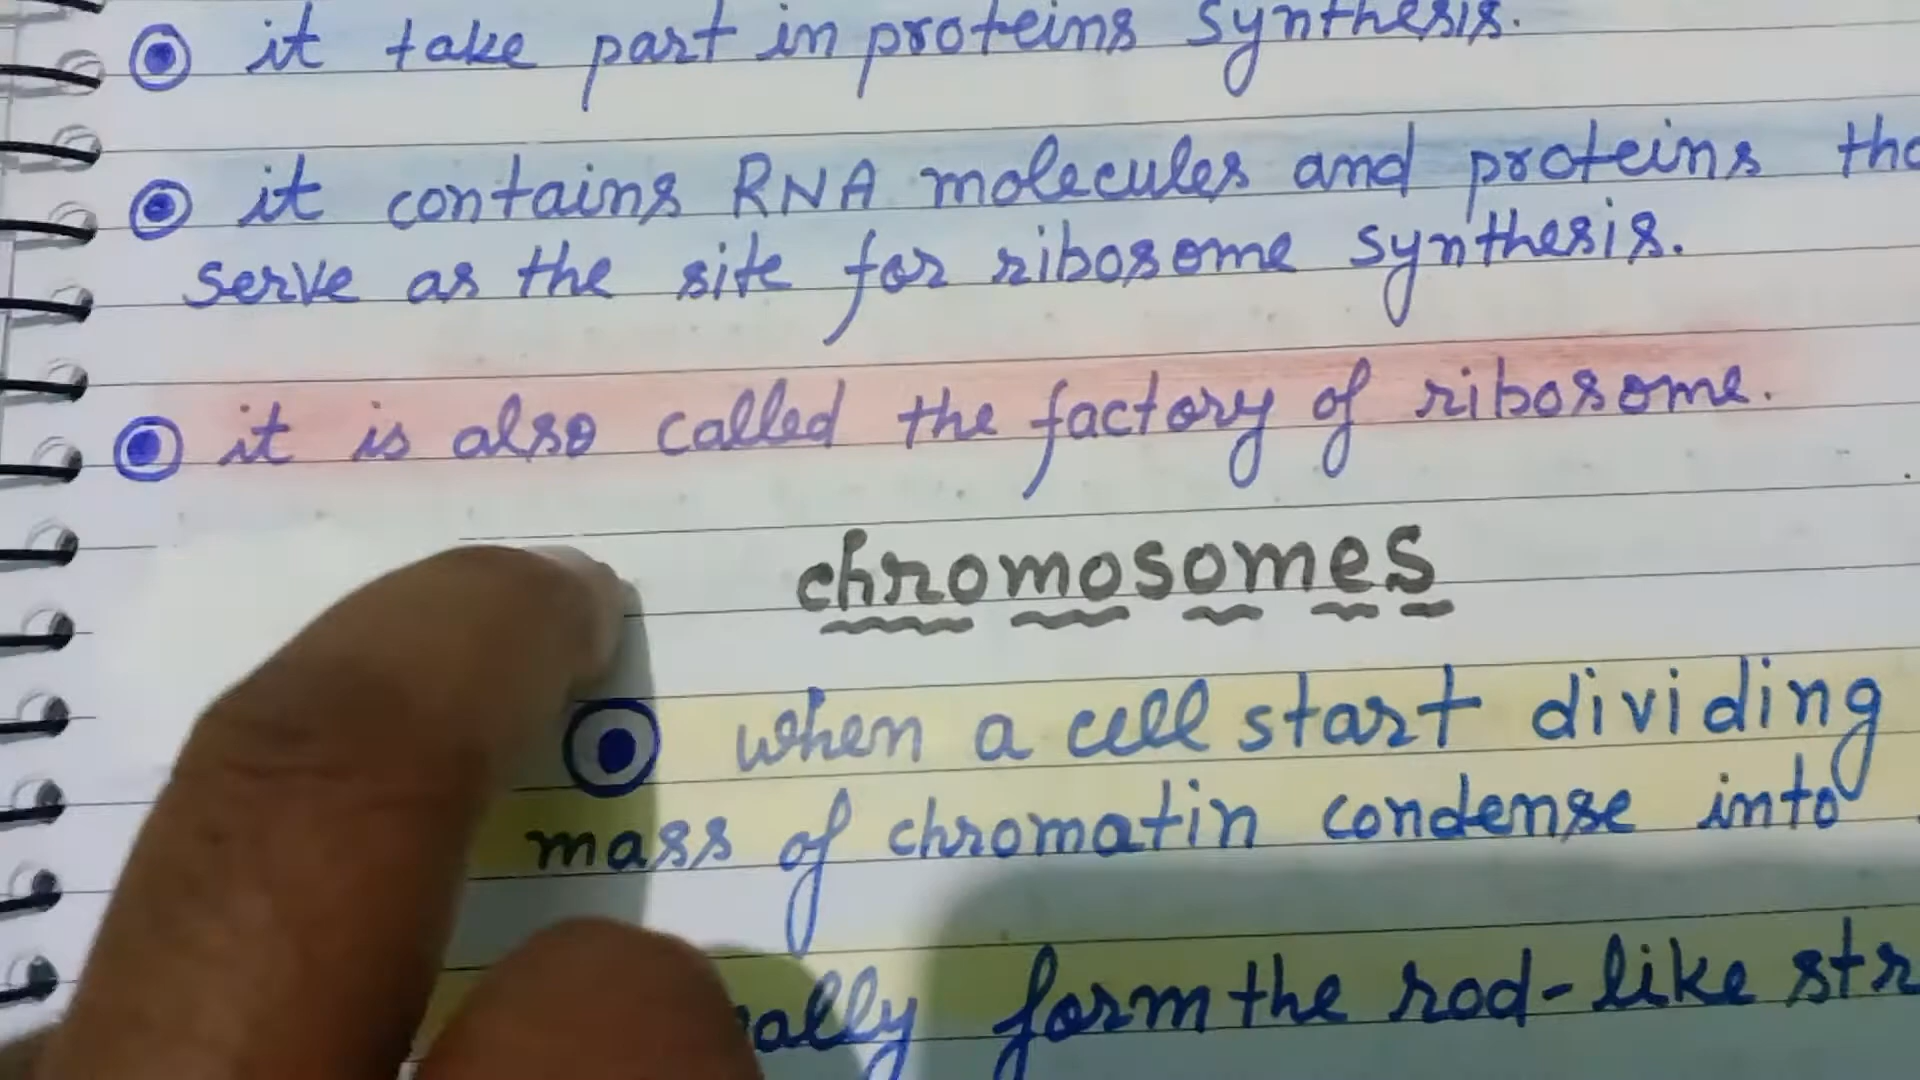 it take part in proteins synthesis.
it contains RNA molecules and proteins
serve as the site for ribosome synthesis.
it is also called the factory of ribosome.
chromosomes
when a cell start dividing
mass of chromatin condense into
form the rod-like